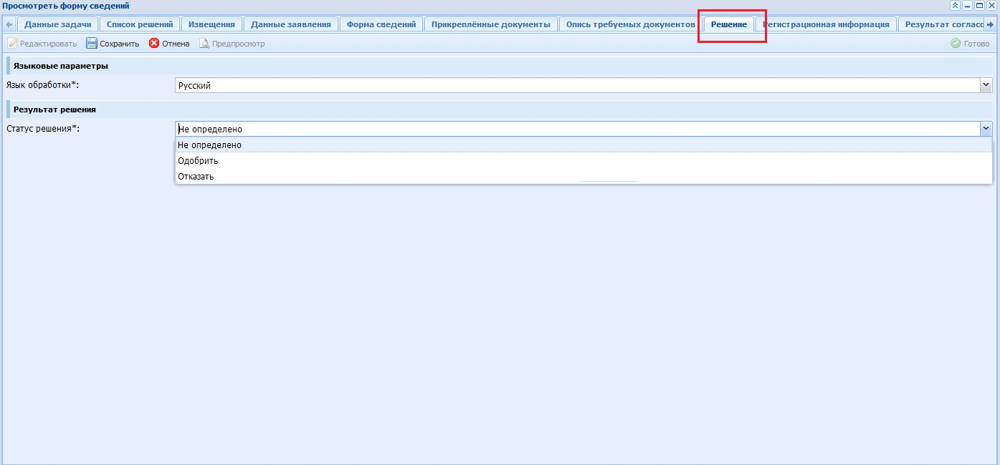 Просмотреть форму сведений
Данные задачи Список решений Извещения Данные заявления Форма сведений Прикреплённые документы Опись требуемых документов Решение Регистрационная информация Результат согласо
Редактировать Сохранить Отмена Предпросмотр Готово
Языковые параметры
Язык обработки*: Русский
Результат решения
Статус решения*: Не определено
Не определено
Одобрить
Отказать